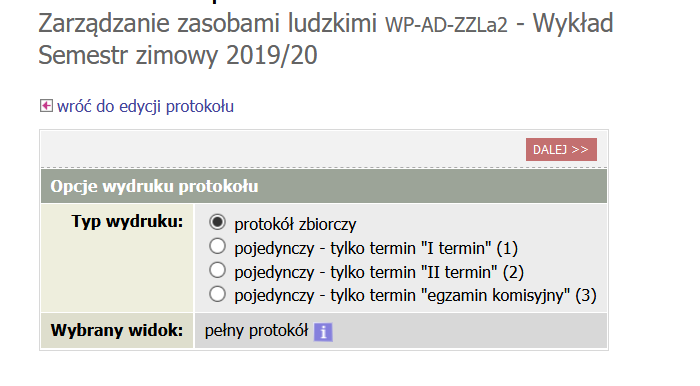 Zarządzanie zasobami ludzkimi WP-AD-ZZLa2 - Wykład
Semestr zimowy 2019/20
wróć do edycji protokołu
DALEJ >>
Opcje wydruku protokołu
Typ wydruku:
protokół zbiorczy
pojedynczy - tylko termin "I termin" (1)
pojedynczy - tylko termin "II termin" (2)
pojedynczy - tylko termin "egzamin komisyjny" (3)
Wybrany widok: pełny protokół i